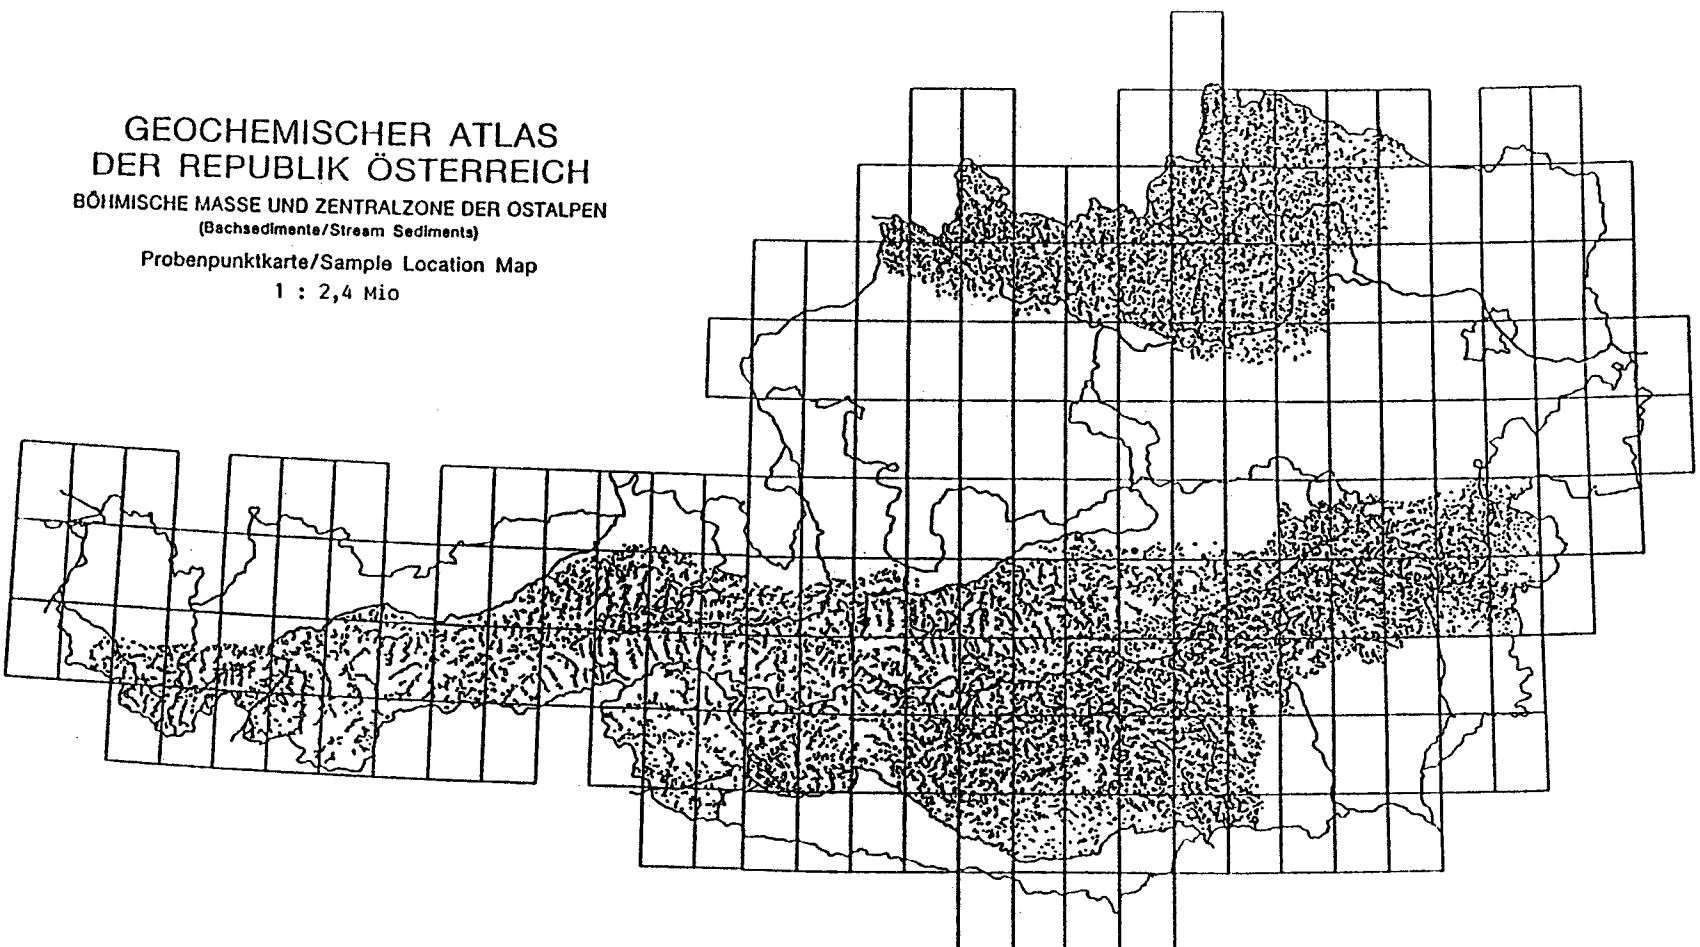 GEOCHEMISCHER ATLAS
DER REPUBLIK ÖSTERREICH
BÖHMISCHE MASSE UND ZENTRALZONE DER OSTALPEN
(Bachsedimente/Stream Sediments)
Probenpunktkarte/Sample Location Map
1 : 2,4 Mio